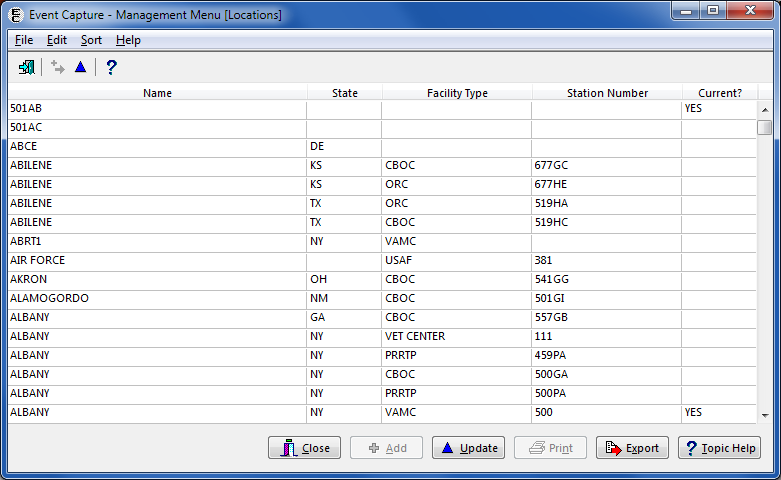 Event Capture - Management Menu [Locations]
File Edit Sort Help
Name State Facility Type Station Number Current?
501AB YES
501AC
ABCE DE
ABILENE KS CBOC 677GC
ABILENE KS ORC 677HE
ABILENE TX ORC 519HA
ABILENE TX CBOC 519HC
ABRT1 NY VAMC
AIR FORCE USAF 381
AKRON OH CBOC 541GG
ALAMOGORDO NM CBOC 501GI
ALBANY GA CBOC 557GB
ALBANY NY VET CENTER 111
ALBANY NY PRRTP 459PA
ALBANY NY CBOC 500GA
ALBANY NY PRRTP 500PA
ALBANY NY VAMC 500 YES
Close Add Update Print Export ? Topic Help